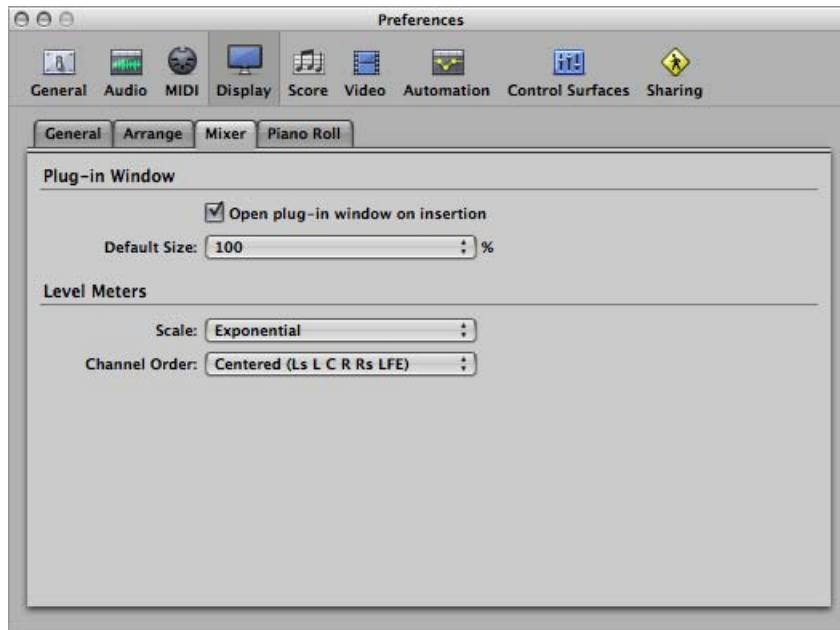 Preferences
General Audio MIDI Display Score Video Automation Control Surfaces Sharing
General Arrange Mixer Piano Roll
Plug-in Window
Open plug-in window on insertion
Default Size: 100 %
Level Meters
Scale: Exponential
Channel Order: Centered (Ls L C R Rs LFE)